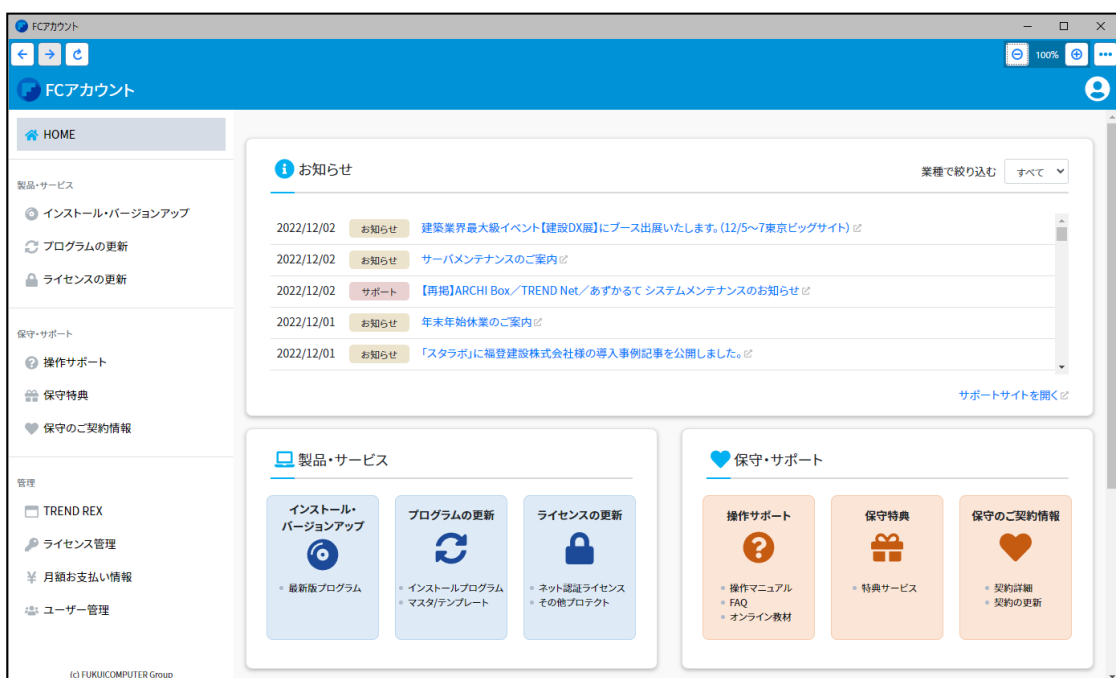 FCアカウント
100%
FCアカウント
HOME
製品・サービス
インストール・バージョンアップ
プログラムの更新
ライセンスの更新
保守・サポート
操作サポート
保守特典
保守のご契約情報
管理
TREND REX
ライセンス管理
月額お支払い情報
ユーザー管理
(c) FUKUICOMPUTER Group
お知らせ
業種で絞り込む すべて
2022/12/02 お知らせ 建築業界最大級イベント【建設DX展】にブース出展いたします。(12/5~7東京ビッグサイト)
2022/12/02 お知らせ サーバメンテナンスのご案内
2022/12/02 サポート 【再掲】ARCHI Box/TREND Net/あずかるて システムメンテナンスのお知らせ
2022/12/01 お知らせ 年末年始休業のご案内
2022/12/01 お知らせ 「スタラボ」に福登建設株式会社様の導入事例記事を公開しました。
サポートサイトを開く
製品・サービス
インストール・
バージョンアップ
最新版プログラム
プログラムの更新
インストールプログラム
マスタ/テンプレート
ライセンスの更新
ネット認証ライセンス
その他プロテクト
保守・サポート
操作サポート
操作マニュアル
FAQ
オンライン教材
保守特典
特典サービス
保守のご契約情報
契約詳細
契約の更新